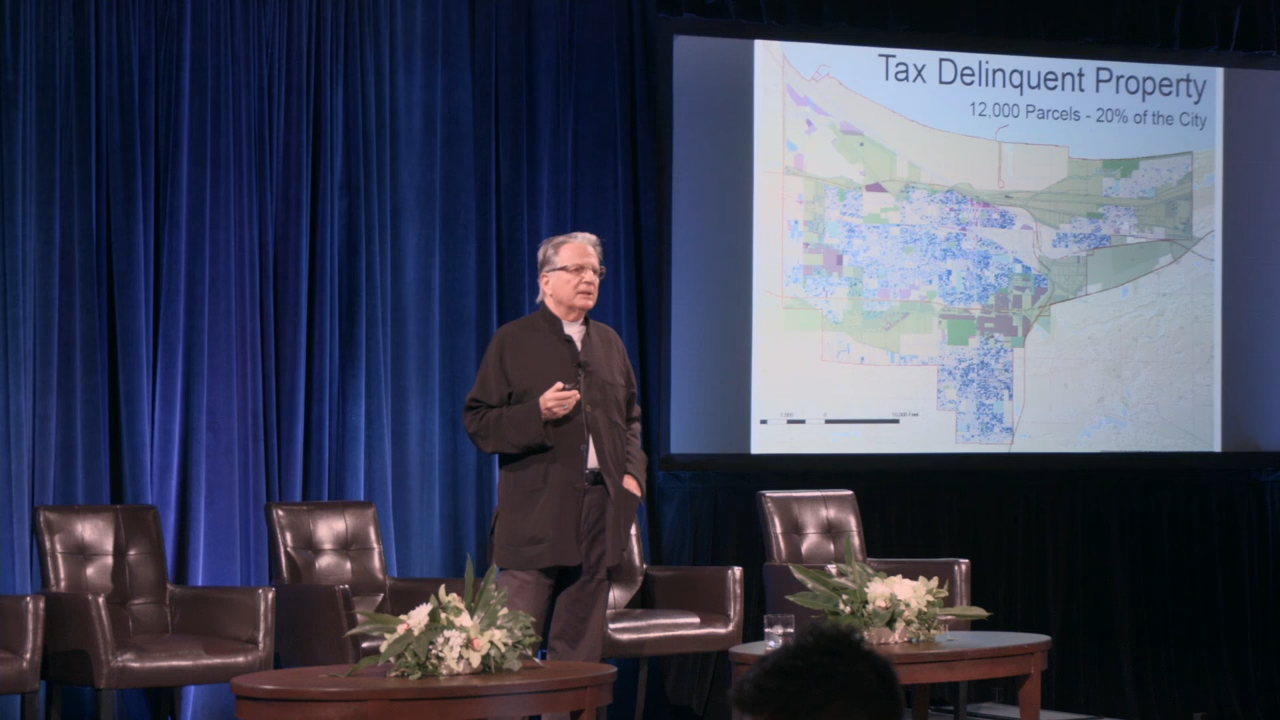 Tax Delinquent Property
12,000 Parcels - 20% of the City